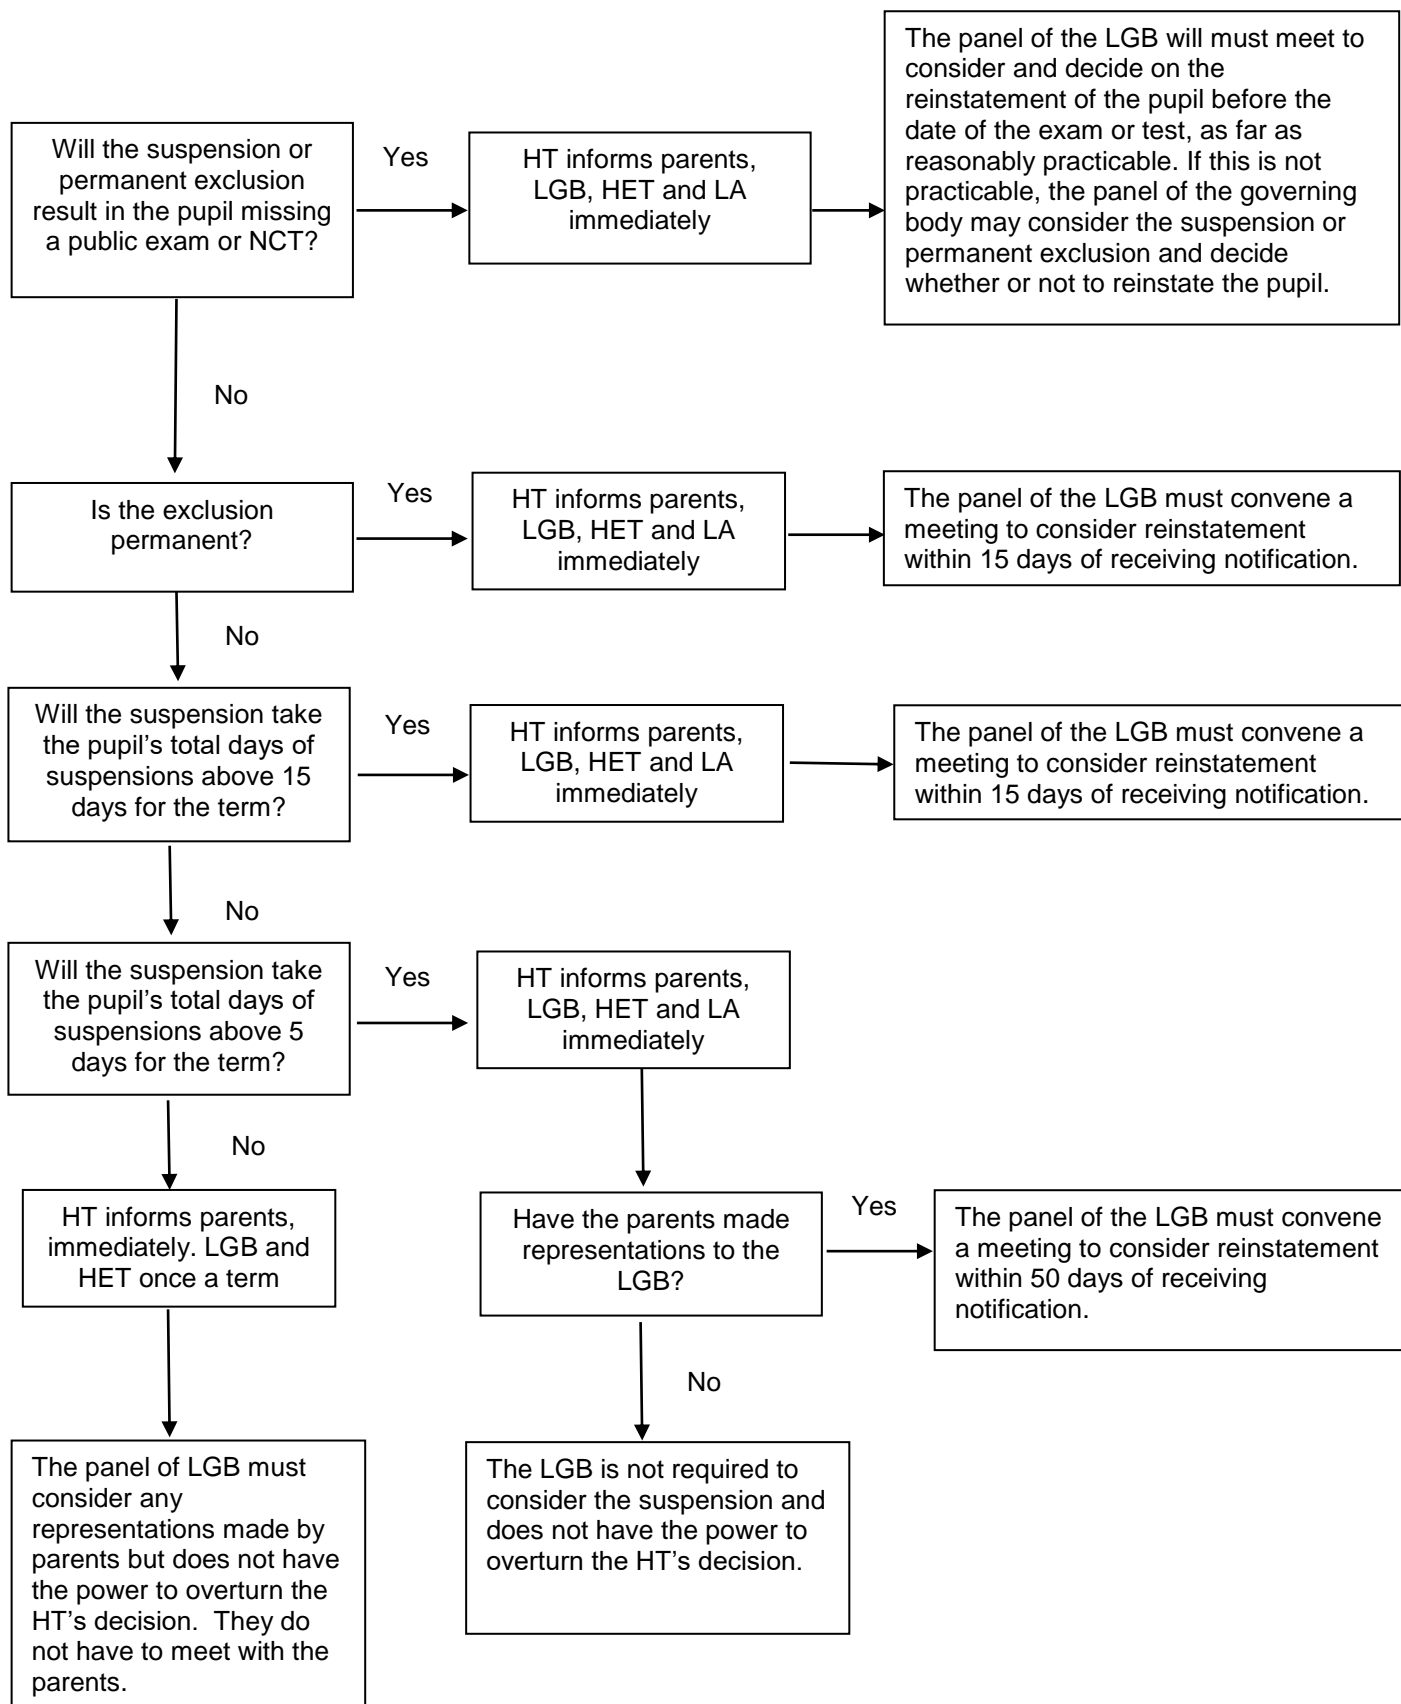 Will the suspension or
permanent exclusion
result in the pupil missing
a public exam or NCT?
Yes
HT informs parents,
LGB, HET and LA
immediately
The panel of the LGB will must meet to
consider and decide on the
reinstatement of the pupil before the
date of the exam or test, as far as
reasonably practicable. If this is not
practicable, the panel of the governing
body may consider the suspension or
permanent exclusion and decide
whether or not to reinstate the pupil.
No
Is the exclusion
permanent?
Yes
HT informs parents,
LGB, HET and LA
immediately
The panel of the LGB must convene a
meeting to consider reinstatement
within 15 days of receiving notification.
No
Will the suspension take
the pupil’s total days of
suspensions above 15
days for the term?
Yes
HT informs parents,
LGB, HET and LA
immediately
The panel of the LGB must convene a
meeting to consider reinstatement
within 15 days of receiving notification.
No
Will the suspension take
the pupil’s total days of
suspensions above 5
days for the term?
Yes
HT informs parents,
LGB, HET and LA
immediately
No
HT informs parents,
immediately. LGB and
HET once a term
Have the parents made
representations to the
LGB?
Yes
The panel of the LGB must convene
a meeting to consider reinstatement
within 50 days of receiving
notification.
No
The panel of LGB must
consider any
representations made by
parents but does not have
the power to overturn the
HT’s decision.  They do
not have to meet with the
parents.
The LGB is not required to
consider the suspension and
does not have the power to
overturn the HT’s decision.